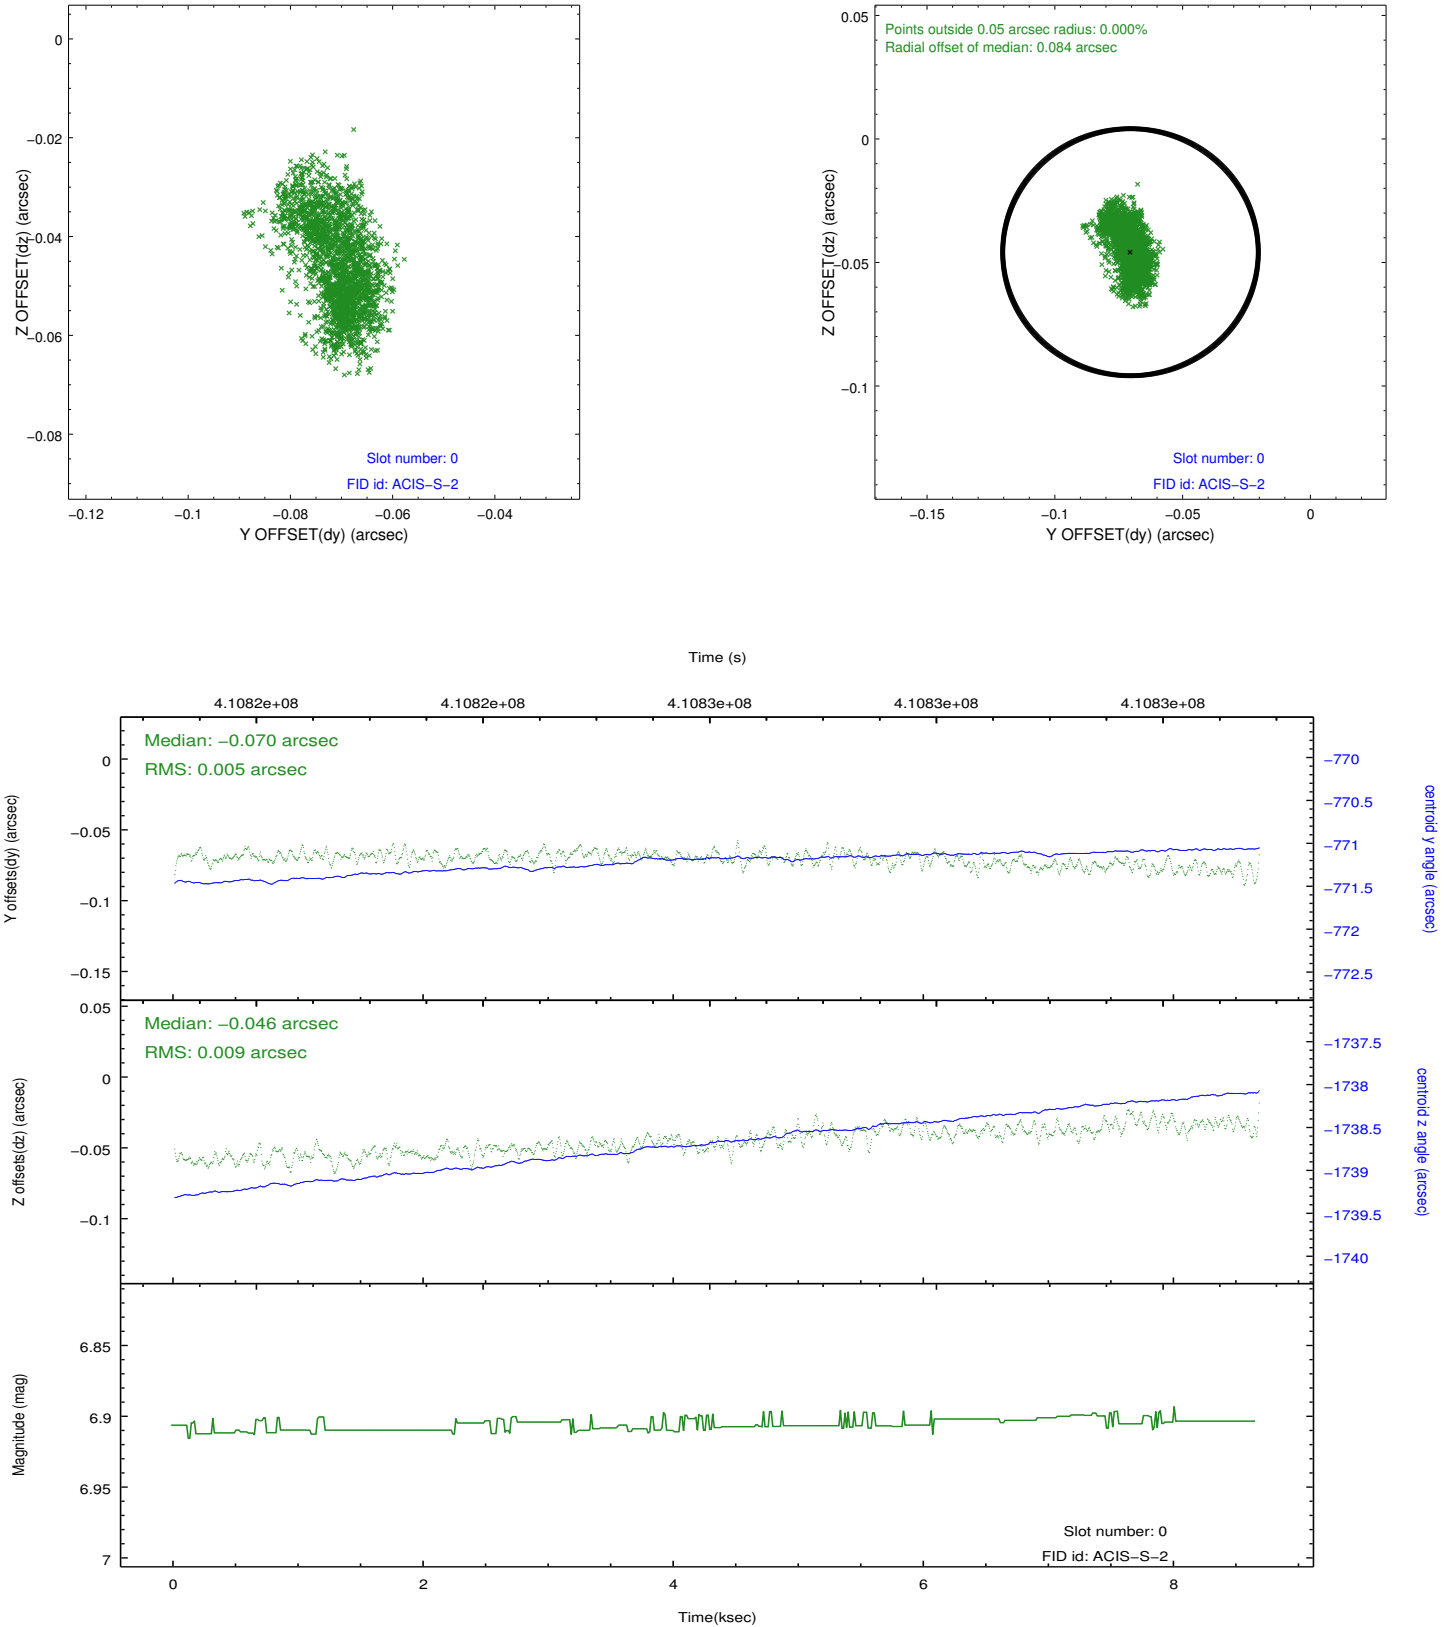 0
−0.02
−0.04
−0.06
−0.08
Z OFFSET(dz) (arcsec)
Slot number: 0
FID id: ACIS−S−2
−0.12 −0.1 −0.08 −0.06 −0.04
Y OFFSET(dy) (arcsec)
Points outside 0.05 arcsec radius: 0.000%
Radial offset of median: 0.084 arcsec
0.05
0
−0.05
−0.1
Z OFFSET(dz) (arcsec)
Slot number: 0
FID id: ACIS−S−2
−0.15 −0.1 −0.05 0
Y OFFSET(dy) (arcsec)
Time (s)
4.1082e+08 4.1082e+08 4.1083e+08 4.1083e+08 4.1083e+08
Median: −0.070 arcsec
RMS: 0.005 arcsec
0
−0.05
−0.1
−0.15
Y offsets(dy) (arcsec)
−770
−770.5
−771
−771.5
−772
−772.5
centroid y angle (arcsec)
Median: −0.046 arcsec
RMS: 0.009 arcsec
0.05
0
−0.05
−0.1
Z offsets(dz) (arcsec)
−1737.5
−1738
−1738.5
−1739
−1739.5
−1740
centroid z angle (arcsec)
6.85
6.9
6.95
7
Magnitude (mag)
Slot number: 0
FID id: ACIS−S−2
0 2 4 6 8
Time(ksec)